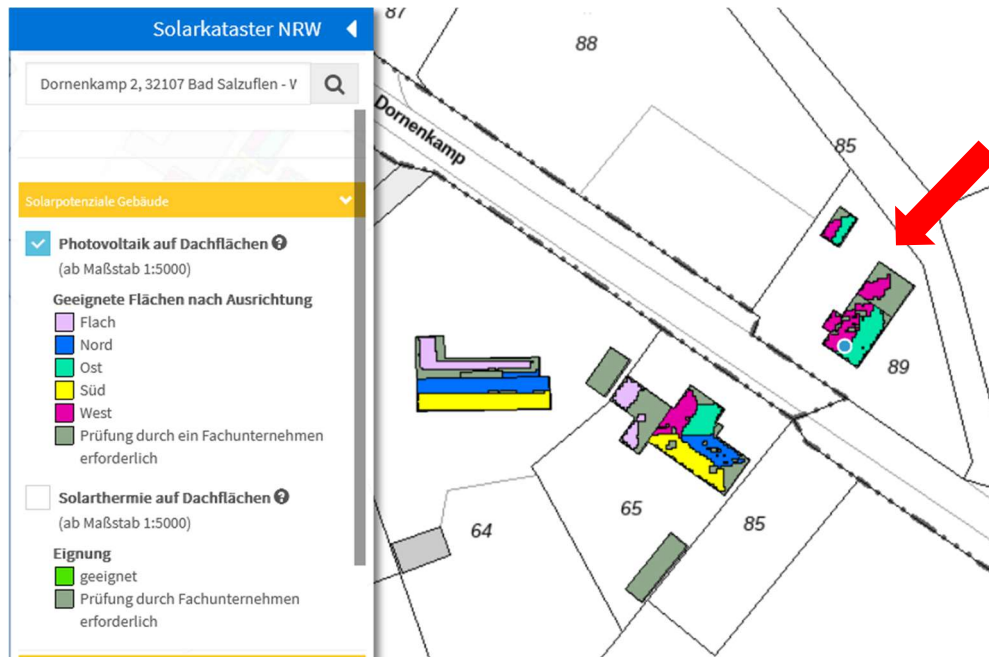 Solarkataster NRW
Dornenkamp 2, 32107 Bad Salzuflen - V
Solarpotenziale Gebäude
Photovoltaik auf Dachflächen
(ab Maßstab 1:5000)
Geeignete Flächen nach Ausrichtung
Flach
Nord
Ost
Süd
West
Prüfung durch ein Fachunternehmen
erforderlich
Solarthermie auf Dachflächen
(ab Maßstab 1:5000)
Eignung
geeignet
Prüfung durch Fachunternehmen
erforderlich
87
88
Dornenkamp
85
89
64
65
85